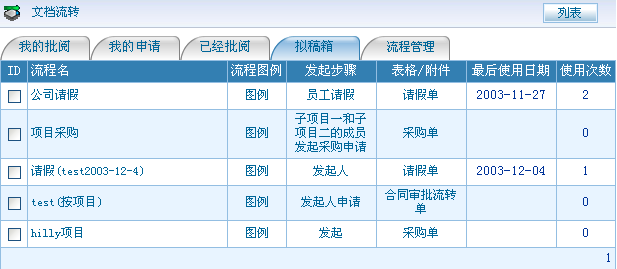 文档流转 列表
我的批阅 我的申请 已经批阅 拟稿箱 流程管理
ID 流程名 流程图例 发起步骤 表格/附件 最后使用日期 使用次数
公司请假 图例 员工请假 请假单 2003-11-27 2
项目采购 图例 子项目一和子
项目二的成员
发起采购申请 采购单 0
请假(test2003-12-4) 图例 发起人 请假单 2003-12-04 1
test(按项目) 图例 发起人申请 合同审批流转
单 0
hilly项目 图例 发起 采购单 0
1